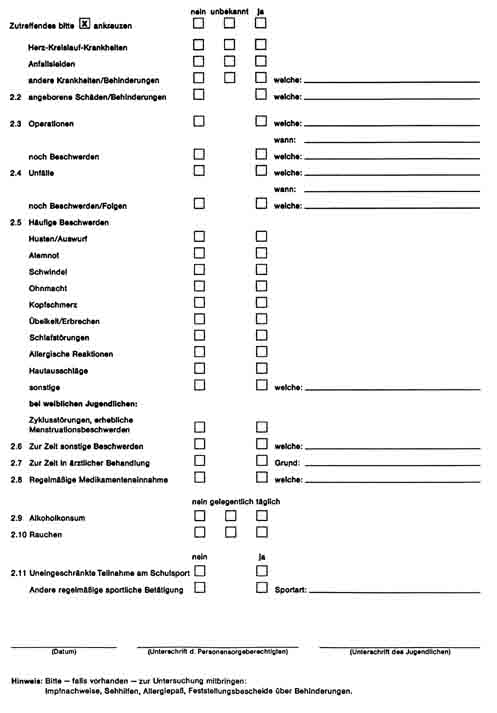 nein unbekannt ja
Zutreffendes bitte x ankreuzen
Herz-Kreislauf-Krankheiten
Anfallsleiden
andere Krankheiten/Behinderungen welche:
2.2 angeborene Schäden/Behinderungen welche:
2.3 Operationen welche:
wann:
noch Beschwerden welche:
2.4 Unfälle welche:
wann:
noch Beschwerden/Folgen welche:
2.5 Häufige Beschwerden
Husten/Auswurf
Atemnot
Schwindel
Ohnmacht
Kopfschmerz
Übelkeit/Erbrechen
Schlafstörungen
Allergische Reaktionen
Hautausschläge
sonstige welche:
bei weiblichen Jugendlichen:
Zyklusstörungen, erhebliche
Menstruationsbeschwerden
2.6 Zur Zeit sonstige Beschwerden welche:
2.7 Zur Zeit in ärztlicher Behandlung Grund:
2.8 Regelmäßige Medikamenteneinnahme welche:
nein gelegentlich täglich
2.9 Alkoholkonsum
2.10 Rauchen
nein ja
2.11 Uneingeschränkte Teilnahme am Schulsport
Andere regelmäßige sportliche Betätigung Sportart:
(Datum) (Unterschrift d. Personensorgeberechtigten) (Unterschrift des Jugendlichen)
Hinweis: Bitte – falls vorhanden – zur Untersuchung mitbringen:
Impfnachweise, Sehhilfen, Allergiepaß, Feststellungsbescheide über Behinderungen.